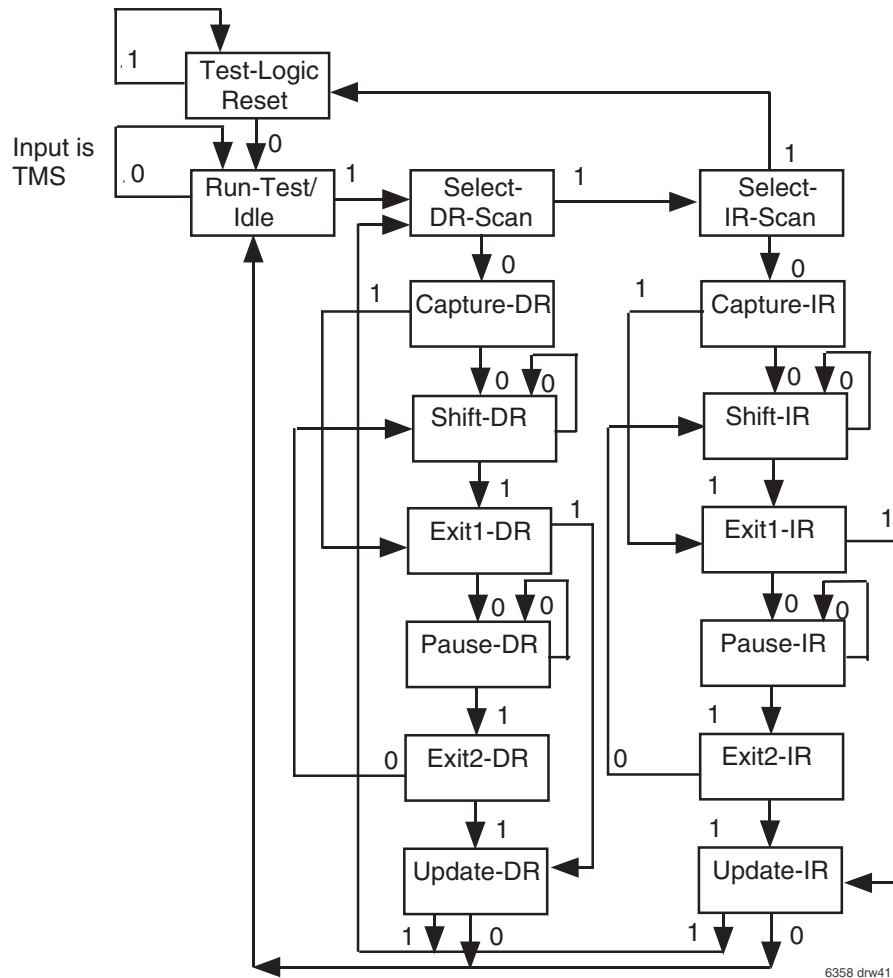 .1
Test-Logic
Reset
0
1
Input is
TMS
.0
Run-Test/
Idle
1
Select-
DR-Scan
1
Select-
IR-Scan
0
0
1
Capture-DR
1
Capture-IR
0
0
0
0
Shift-DR
Shift-IR
1
1
Exit1-DR
1
Exit1-IR
1
0
0
0
0
Pause-DR
Pause-IR
1
1
0
Exit2-DR
0
Exit2-IR
1
1
Update-DR
Update-IR
1
0
1
0
6358 drw41